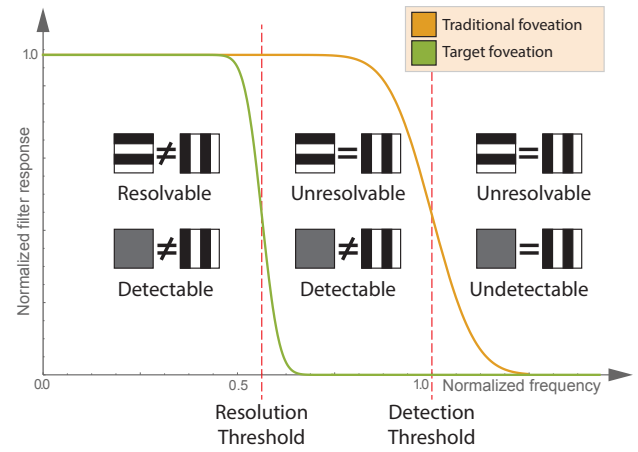 Traditional foveation
Target foveation
1.0
Normalized filter response
≠ = =
Resolvable Unresolvable Unresolvable
≠ ≠ =
Detectable Detectable Undetectable
0.0 0.5 1.0 Normalized frequency
Resolution Threshold
Detection Threshold